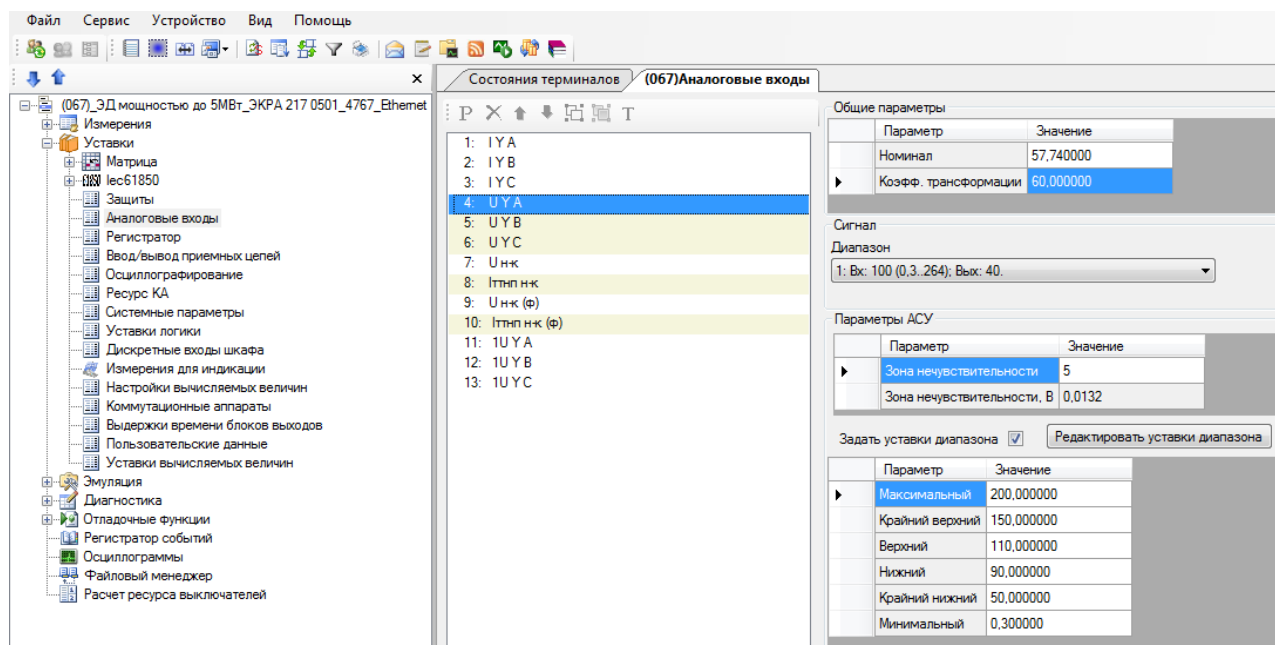 Файл Сервис Устройство Вид Помощь
(067)_ЭД мощностью до 5МВт_ЭКРА 217 0501_4767_Ethernet
Измерения
Уставки
Матрица
Iec61850
Защиты
Аналоговые входы
Регистратор
Ввод/вывод приемных цепей
Осциллографирование
Ресурс КА
Системные параметры
Уставки логики
Дискретные входы шкафа
Измерения для индикации
Настройки вычисляемых величин
Коммутационные аппараты
Выдержки времени блоков выходов
Пользовательские данные
Уставки вычисляемых величин
Эмуляция
Диагностика
Отладочные функции
Регистратор событий
Осциллограммы
Файловый менеджер
Расчет ресурса выключателей
Состояния терминалов (067)Аналоговые входы
P T
1: I Y A
2: I Y B
3: I Y C
4: U Y A
5: U Y B
6: U Y C
7: U н-к
8: Iттнп н-к
9: U н-к (ф)
10: Iттнп н-к (ф)
11: 1U Y A
12: 1U Y B
13: 1U Y C
Общие параметры
Параметр Значение
Номинал 57,740000
Коэфф. трансформации 60,000000
Сигнал
Диапазон
1: Вх: 100 (0,3..264); Вых: 40.
Параметры АСУ
Параметр Значение
Зона нечувствительности 5
Зона нечувствительности, В 0,0132
Задать уставки диапазона Редактировать уставки диапазона
Параметр Значение
Максимальный 200,000000
Крайний верхний 150,000000
Верхний 110,000000
Нижний 90,000000
Крайний нижний 50,000000
Минимальный 0,300000